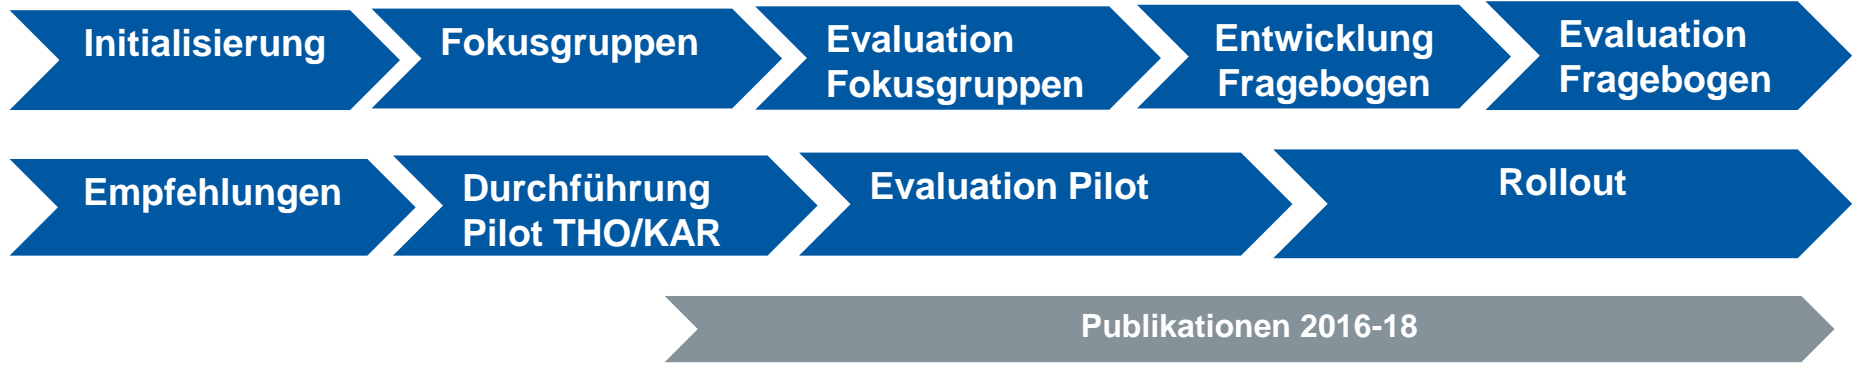 Initialisierung
Fokusgruppen
Evaluation
Fokusgruppen
Entwicklung
Fragebogen
Evaluation
Fragebogen
Empfehlungen
Durchführung
Pilot THO/KAR
Evaluation Pilot
Rollout
Publikationen 2016-18